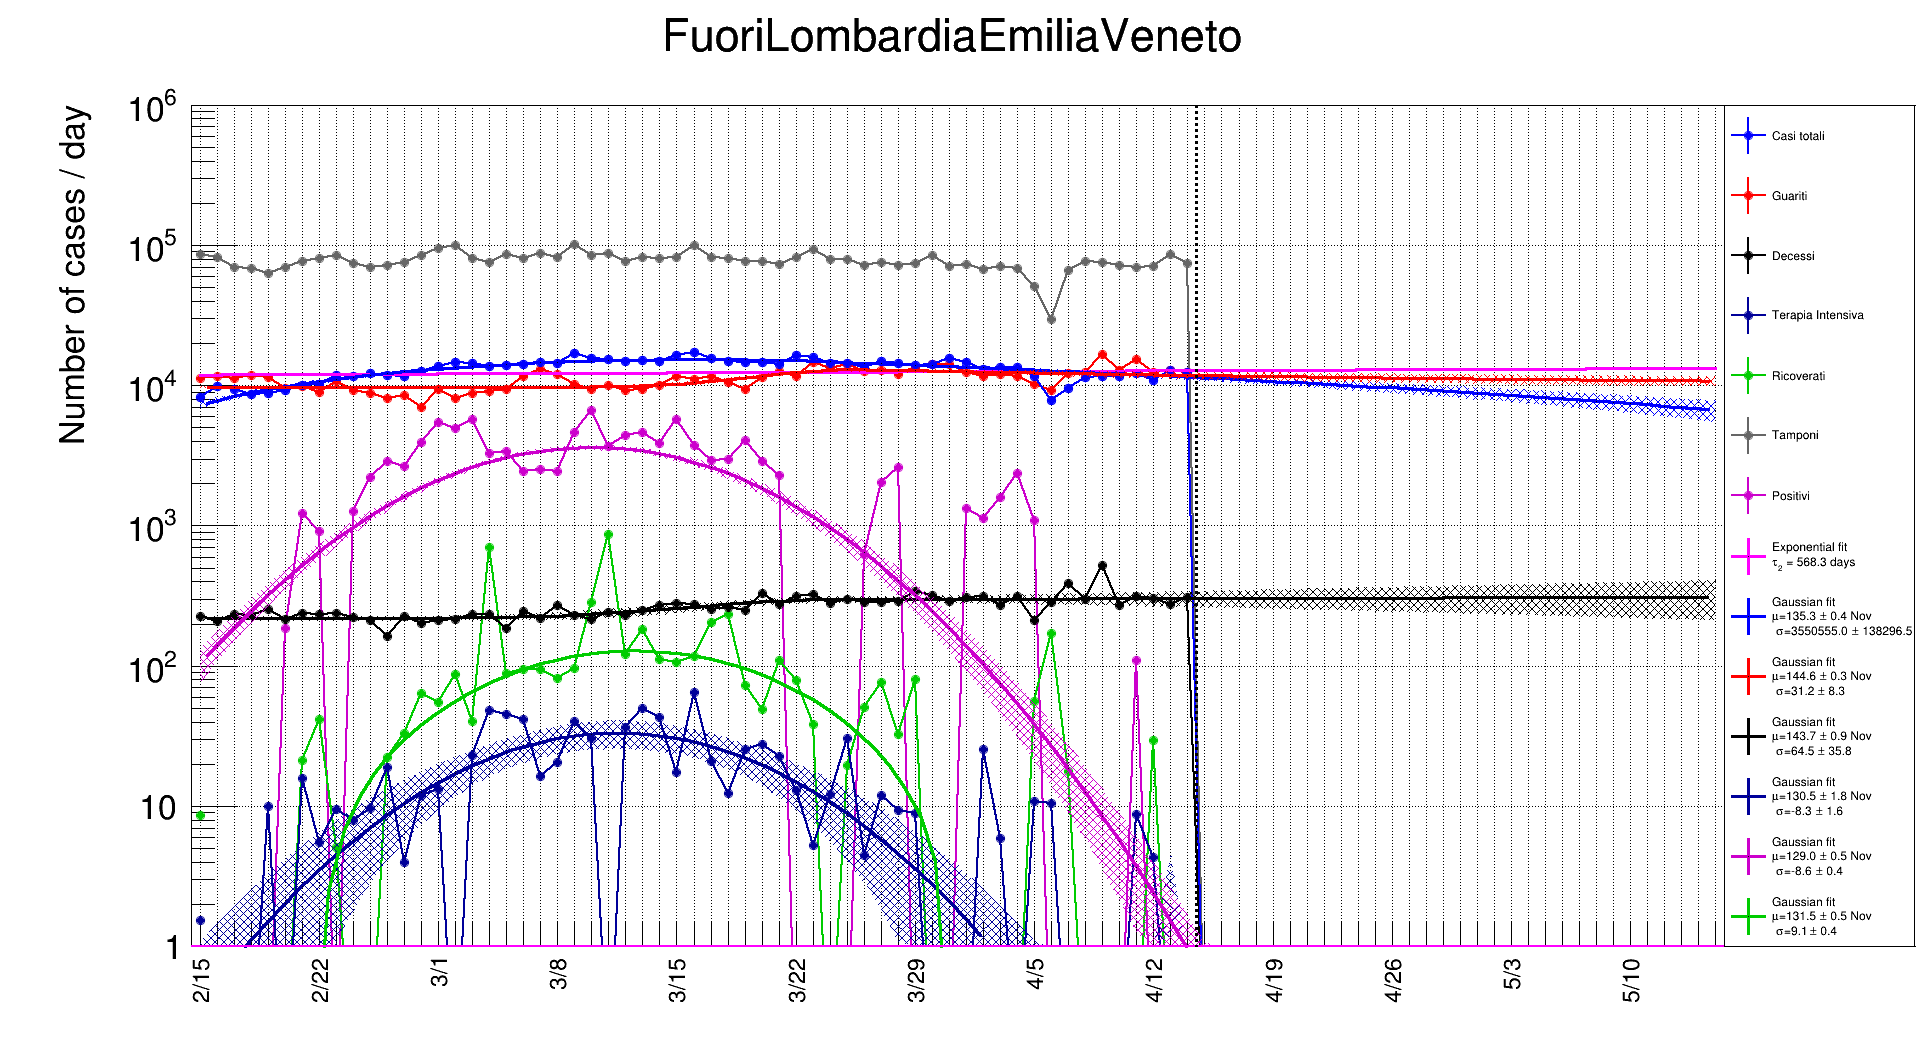 FuoriLombardiaEmiliaVeneto
Number of cases / day
10^6
10^5
10^4
10^3
10^2
10
1
2/15
2/22
3/1
3/8
3/15
3/22
3/29
4/5
4/12
4/19
4/26
5/3
5/10
Casi totali
Guariti
Decessi
Terapia Intensiva
Ricoverati
Tamponi
Positivi
Exponential fit
τ₂ = 568.3 days
Gaussian fit
μ=135.3 ± 0.4 Nov
σ=3550555.0 ± 138296.5
Gaussian fit
μ=144.6 ± 0.3 Nov
σ=31.2 ± 8.3
Gaussian fit
μ=143.7 ± 0.9 Nov
σ=64.5 ± 35.8
Gaussian fit
μ=130.5 ± 1.8 Nov
σ=-8.3 ± 1.6
Gaussian fit
μ=129.0 ± 0.5 Nov
σ=-8.6 ± 0.4
Gaussian fit
μ=131.5 ± 0.5 Nov
σ=9.1 ± 0.4